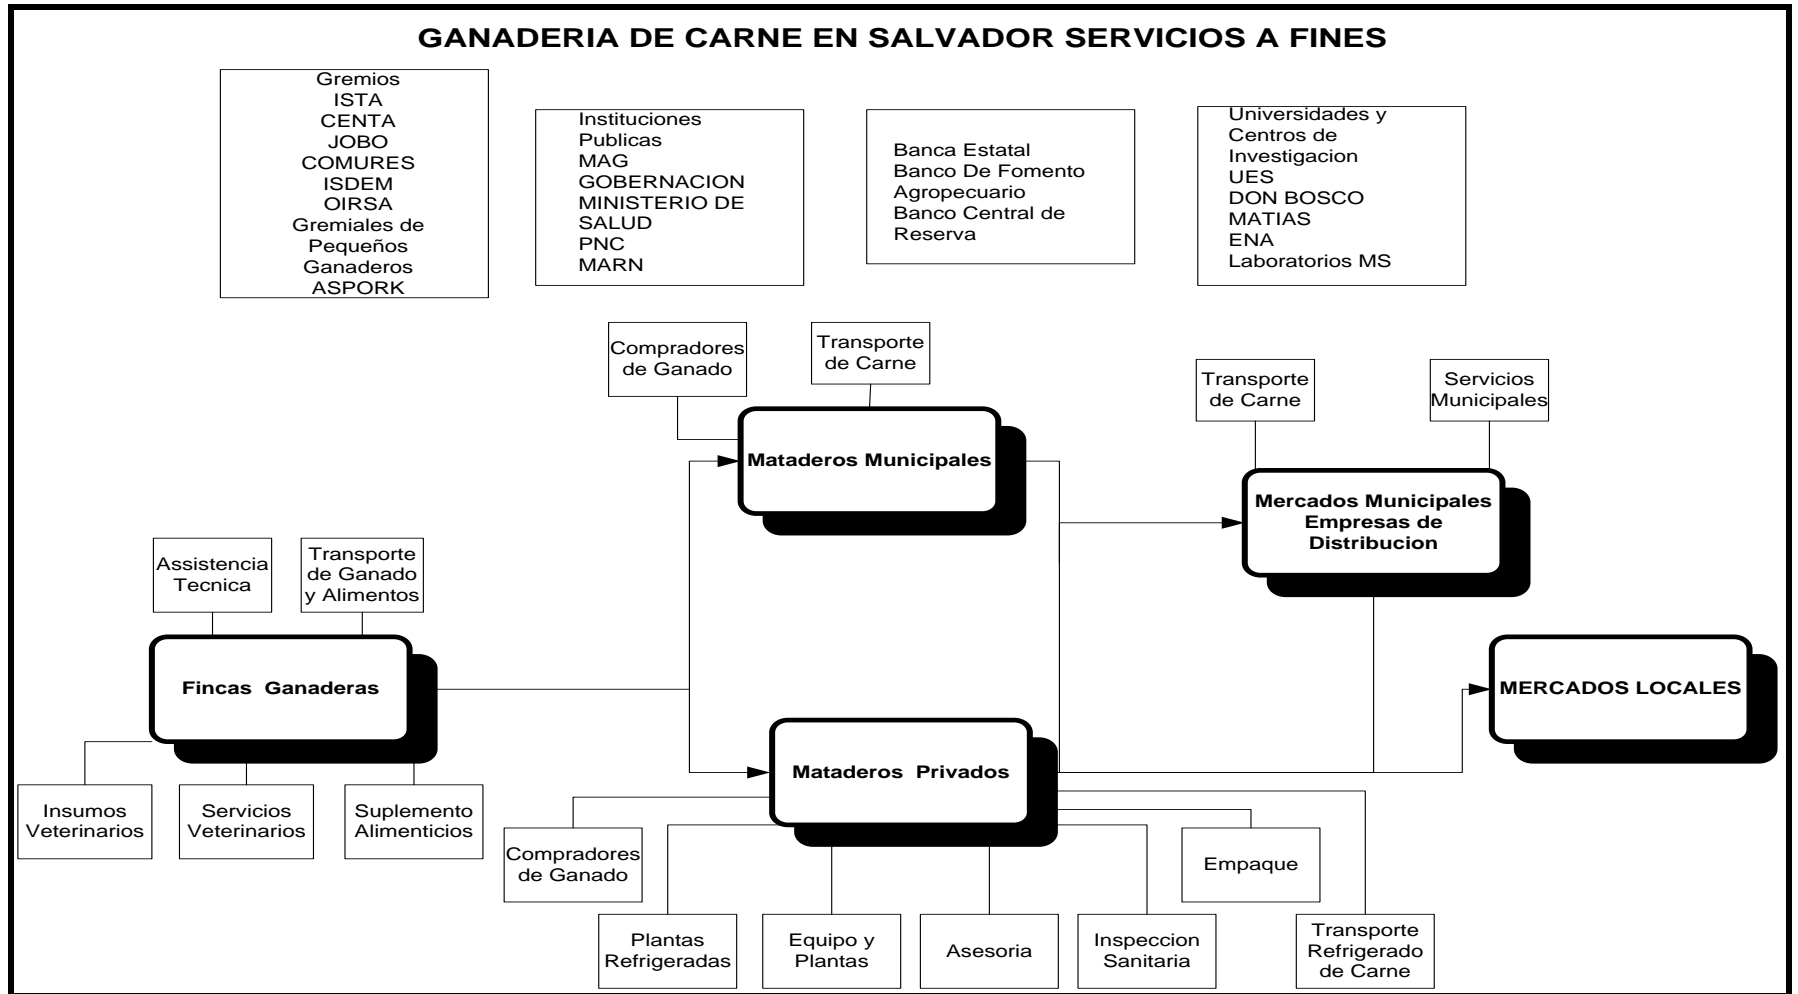 GANADERIA DE CARNE EN SALVADOR SERVICIOS A FINES
Gremios
ISTA
CENTA
JOBO
COMURES
ISDEM
OIRSA
Gremiales de
Pequeños
Ganaderos
ASPORK
Instituciones
Publicas
MAG
GOBERNACION
MINISTERIO DE
SALUD
PNC
MARN
Banca Estatal
Banco De Fomento
Agropecuario
Banco Central de
Reserva
Universidades y
Centros de
Investigacion
UES
DON BOSCO
MATIAS
ENA
Laboratorios MS
Compradores
de Ganado
Transporte
de Carne
Transporte
de Carne
Servicios
Municipales
Mataderos Municipales
Mercados Municipales
Empresas de
Distribucion
Assistencia
Tecnica
Transporte
de Ganado
y Alimentos
Fincas Ganaderas
MERCADOS LOCALES
Mataderos Privados
Insumos
Veterinarios
Servicios
Veterinarios
Suplemento
Alimenticios
Compradores
de Ganado
Empaque
Plantas
Refrigeradas
Equipo y
Plantas
Asesoria
Inspeccion
Sanitaria
Transporte
Refrigerado
de Carne